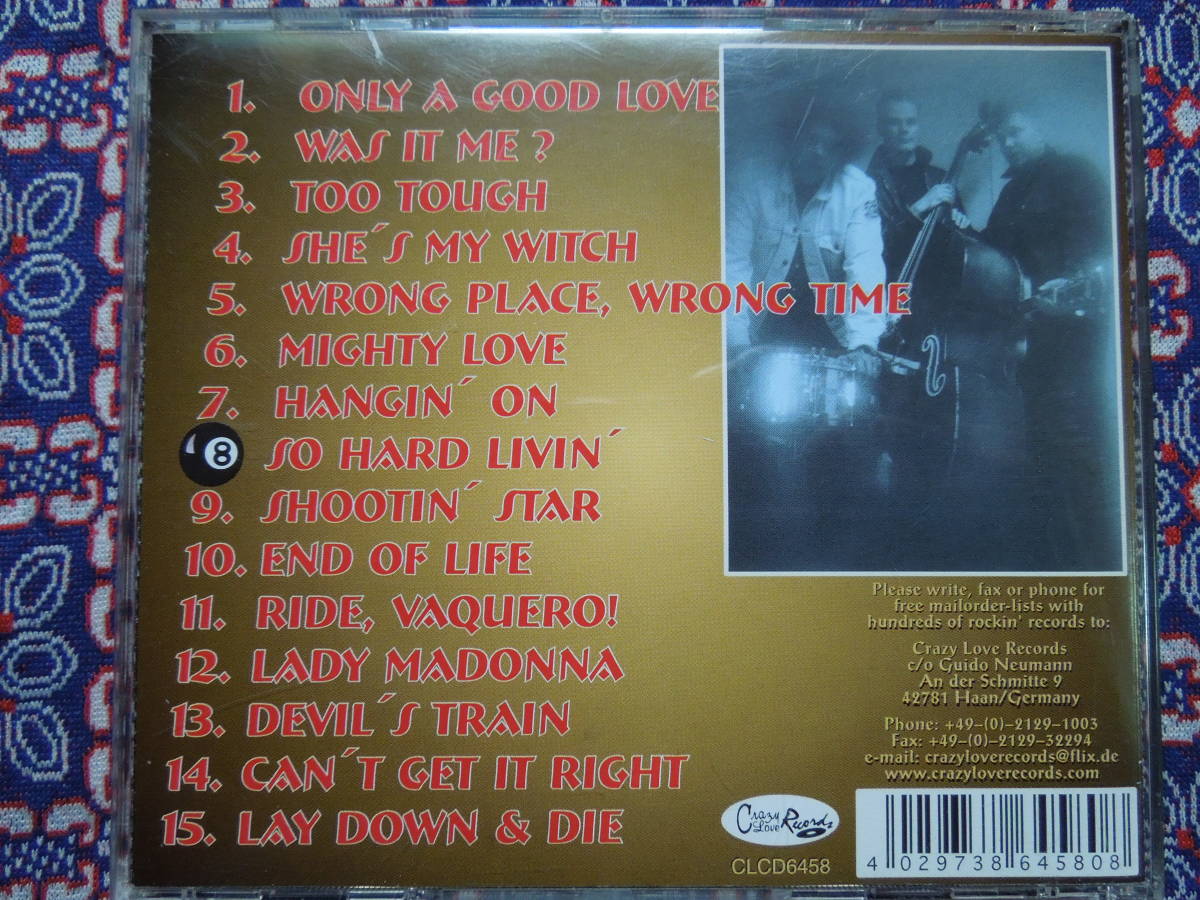 1. ONLY A GOOD LOVE
2. WAS IT ME ?
3. TOO TOUGH
4. SHE´S MY WITCH
5. WRONG PLACE, WRONG TIME
6. MIGHTY LOVE
7. HANGIN´ ON
8 SO HARD LIVIN´
9. SHOOTIN´ STAR
10. END OF LIFE
11. RIDE, VAQUERO!
12. LADY MADONNA
13. DEVIL´S TRAIN
14. CAN´T GET IT RIGHT
15. LAY DOWN & DIE
Please write, fax or phone for
free mailorder-lists with
hundreds of rockin' records to:
Crazy Love Records
c/o Guido Neumann
An der Schmitte 9
42781 Haan/Germany
Phone: +49-(0)-2129-1003
Fax: +49-(0)-2129-32294
e-mail: crazyloverecords@flix.de
www.crazyloverecords.com
Crazy Love Records
CLCD6458
4 029738 645808